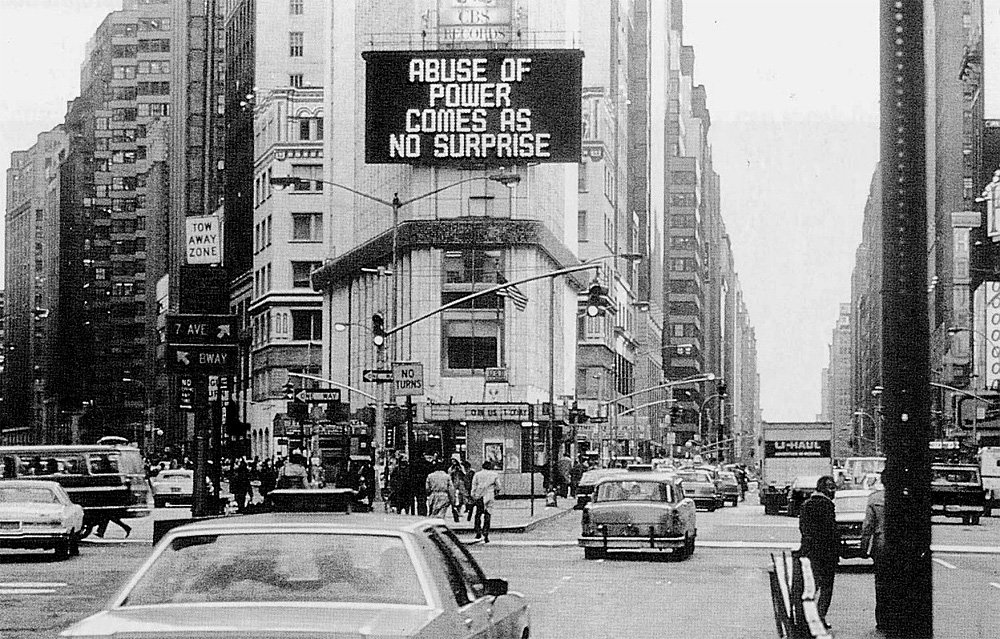 CBS
RECORDS
ABUSE OF
POWER
COMES AS
NO SURPRISE
TOW
AWAY
ZONE
7 AVE
BWAY
NO
TURNS
ONE WAY
U-HAUL